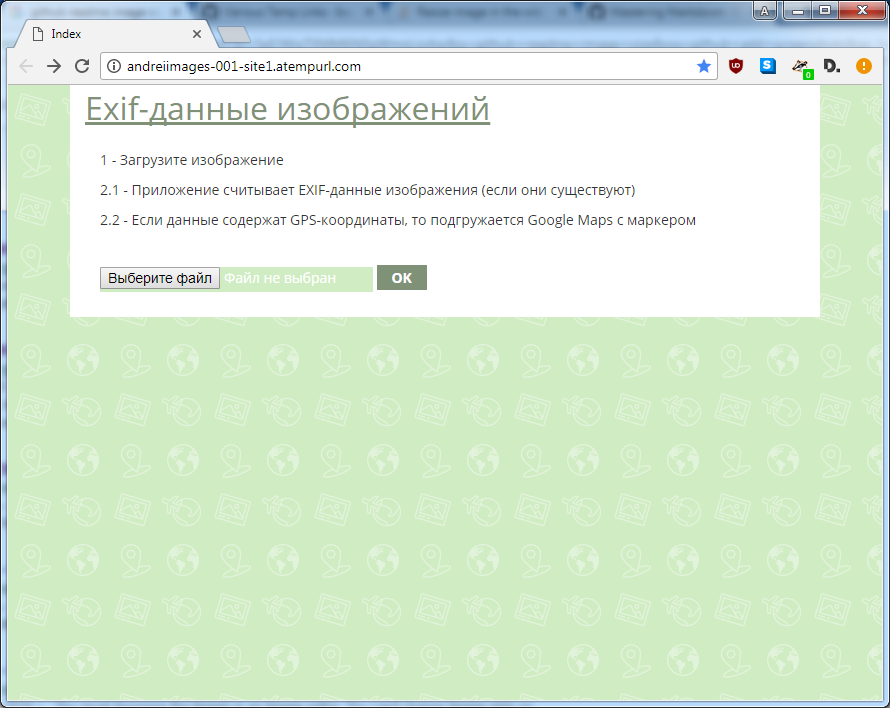 Index
A
andreiimages-001-site1.atempurl.com
UD
S
0
D.
Exif-данные изображений
1 - Загрузите изображение
2.1 - Приложение считывает EXIF-данные изображения (если они существуют)
2.2 - Если данные содержат GPS-координаты, то подгружается Google Maps с маркером
Выберите файл Файл не выбран OK